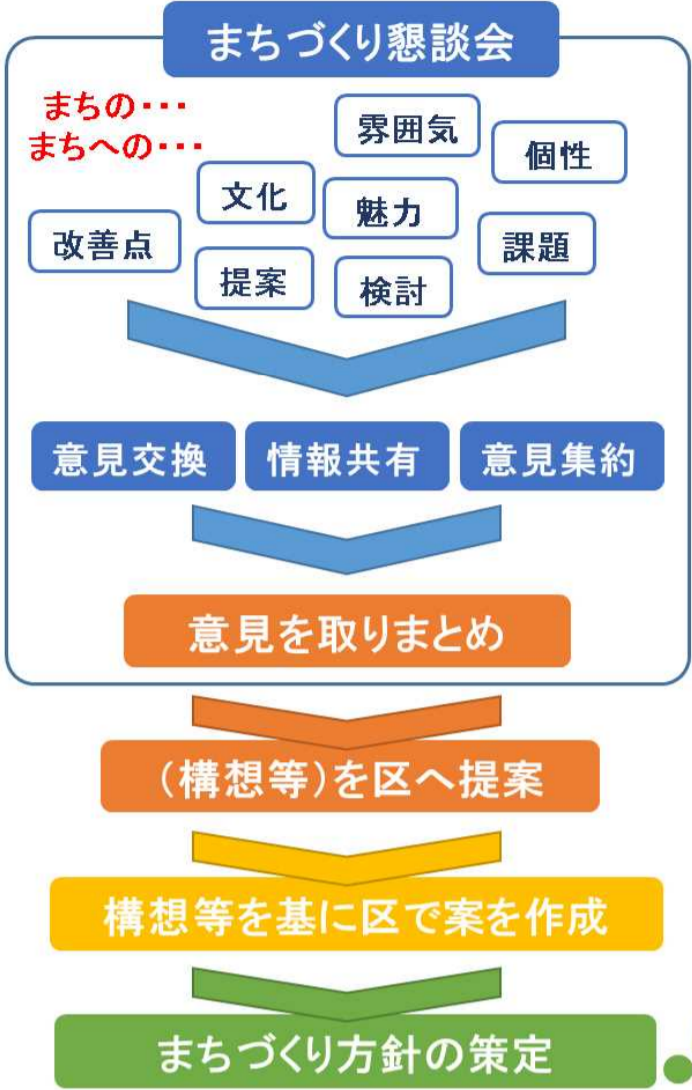 まちづくり懇談会
まちの・・・
まちへの・・・
雰囲気
個性
文化
魅力
改善点
課題
提案
検討
意見交換
情報共有
意見集約
意見を取りまとめ
（構想等）を区へ提案
構想等を基に区で案を作成
まちづくり方針の策定